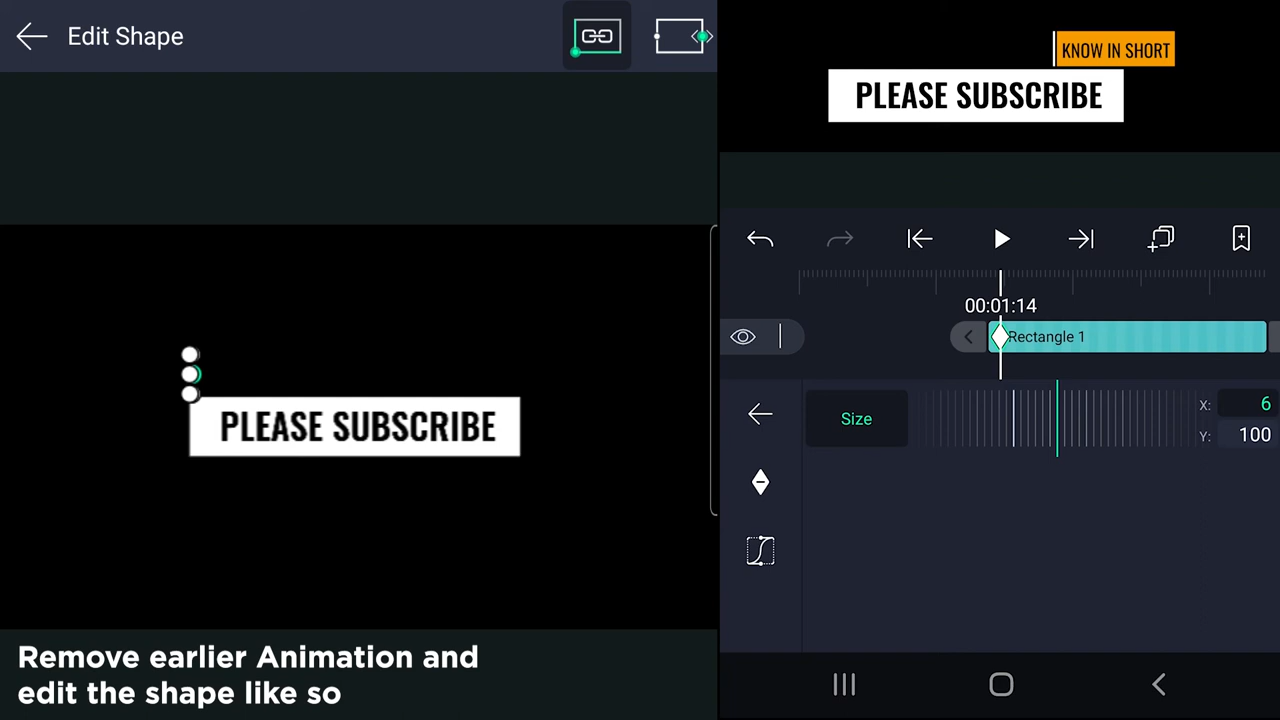 Edit Shape
PLEASE SUBSCRIBE
Remove earlier Animation and
edit the shape like so
KNOW IN SHORT
PLEASE SUBSCRIBE
00:01:14
Rectangle 1
Size
X: 6
Y: 100